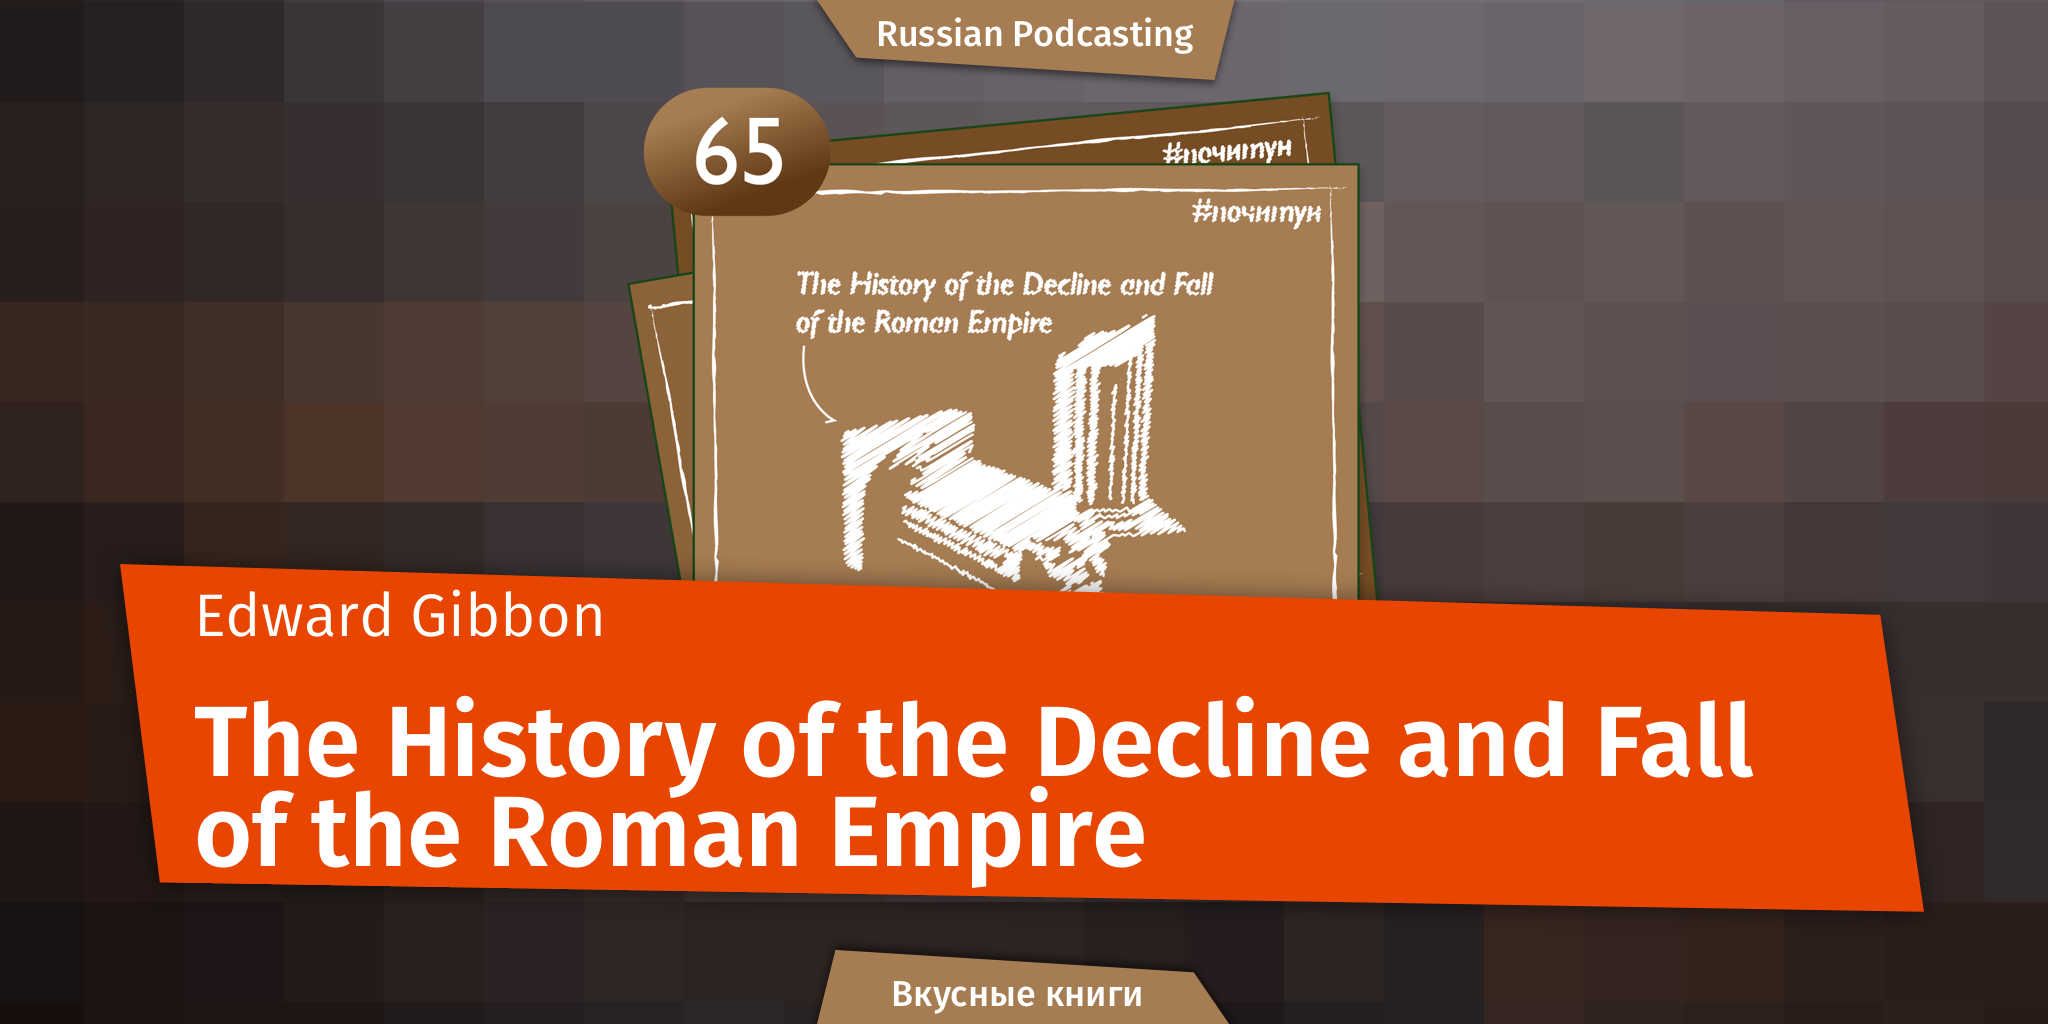 Russian Podcasting
65
#почитун
#почитун
The History of the Decline and Fall
of the Roman Empire
Edward Gibbon
The History of the Decline and Fall
of the Roman Empire
Вкусные книги